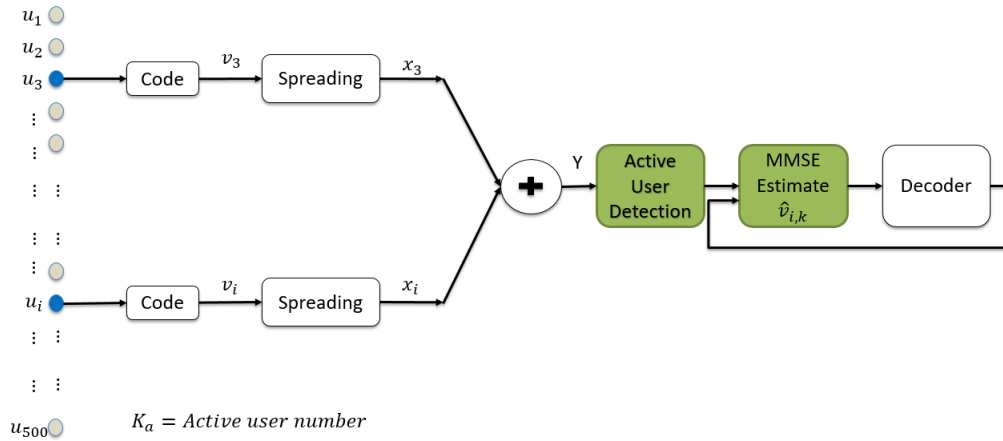 u₁
u₂
u₃
Code
v₃
Spreading
x₃
⋮
⋮
⋮ ⋮
⋮ ⋮
⋮
Y
Active
User
Detection
MMSE
Estimate
v̂ᵢ,ₖ
Decoder
uᵢ
Code
vᵢ
Spreading
xᵢ
⋮ ⋮
⋮ ⋮
u₅₀₀
Kₐ = Active user number